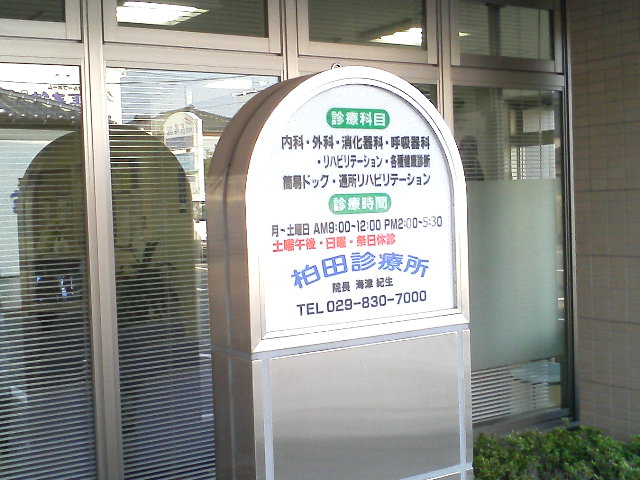 診療科目
内科・外科・消化器科・呼吸器科
・リハビリテーション・各種健康診断
簡易ドック・通所リハビリテーション
診療時間
月~土曜日 AM9:00~12:00 PM2:00~5:30
土曜午後・日曜・祭日休診
柏田診療所
院長 海津 紀生
TEL 029-830-7000